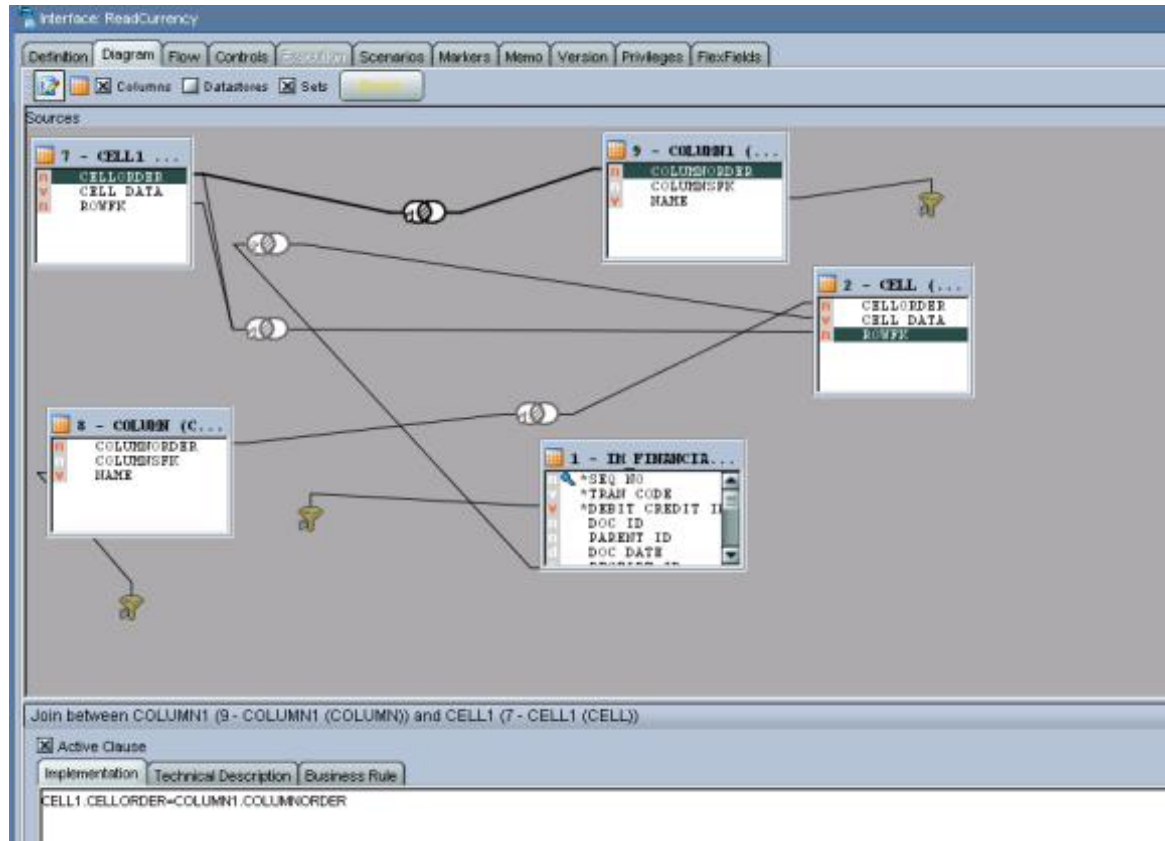 Interface: ReadCurrency
Definition Diagram Flow Controls Execution Scenarios Markers Memo Version Privileges FlexFields
Columns Datastores Sets
Sources
7 - CELL1 ...
CELLORDER
CELL DATA
ROWFK
9 - COLUMN1 (...
COLUMNORDER
COLUMNSFK
NAME
2 - CELL (...
CELLORDER
CELL DATA
ROWFK
8 - COLUMN (C...
COLUMNORDER
COLUMNSFK
NAME
1 - IM_FINANCIA...
*SEQ NO
*TRAN CODE
*DEBIT CREDIT I
DOC ID
PARENT ID
DOC DATE
Join between COLUMN1 (9 - COLUMN1 (COLUMN)) and CELL1 (7 - CELL1 (CELL))
Active Clause
Implementation Technical Description Business Rule
CELL1.CELLORDER=COLUMN1.COLUMNORDER